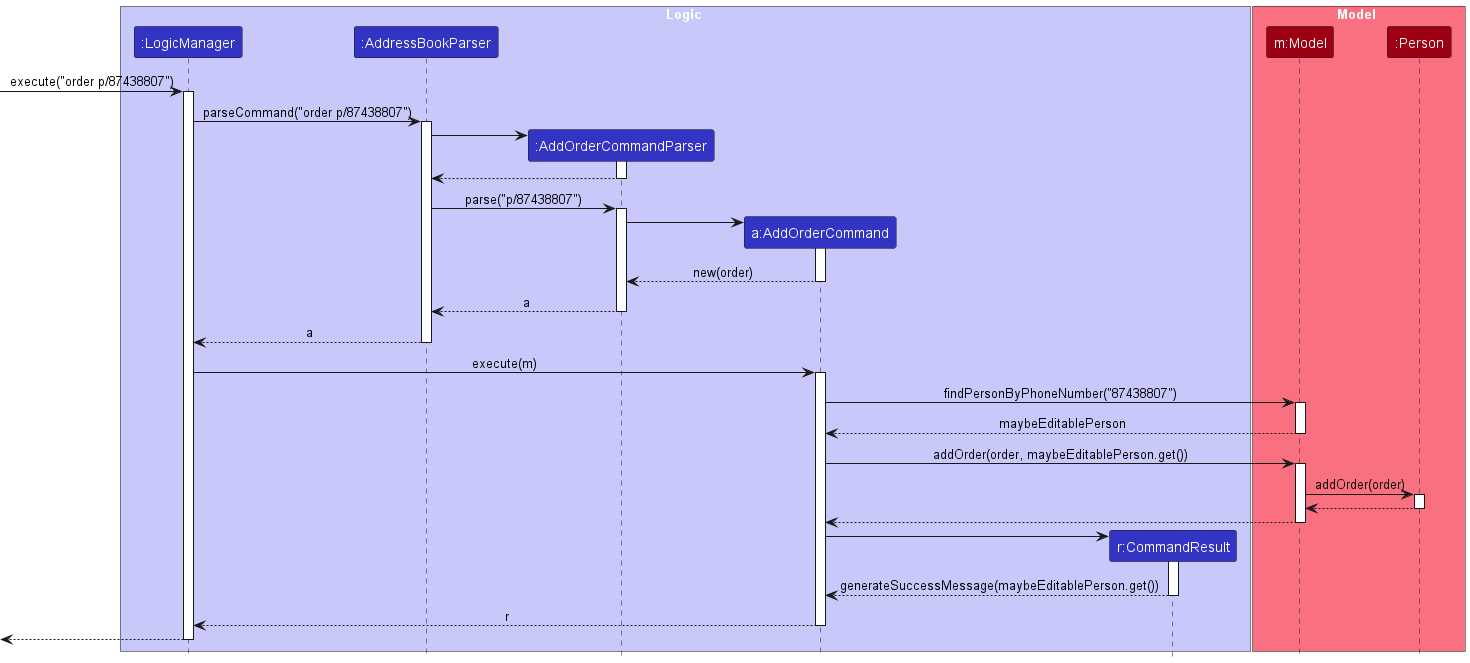 Logic
Model
:LogicManager
:AddressBookParser
m:Model
:Person
execute("order p/87438807")
parseCommand("order p/87438807")
:AddOrderCommandParser
parse("p/87438807")
a:AddOrderCommand
new(order)
a
a
execute(m)
findPersonByPhoneNumber("87438807")
maybeEditablePerson
addOrder(order, maybeEditablePerson.get())
addOrder(order)
r:CommandResult
generateSuccessMessage(maybeEditablePerson.get())
r